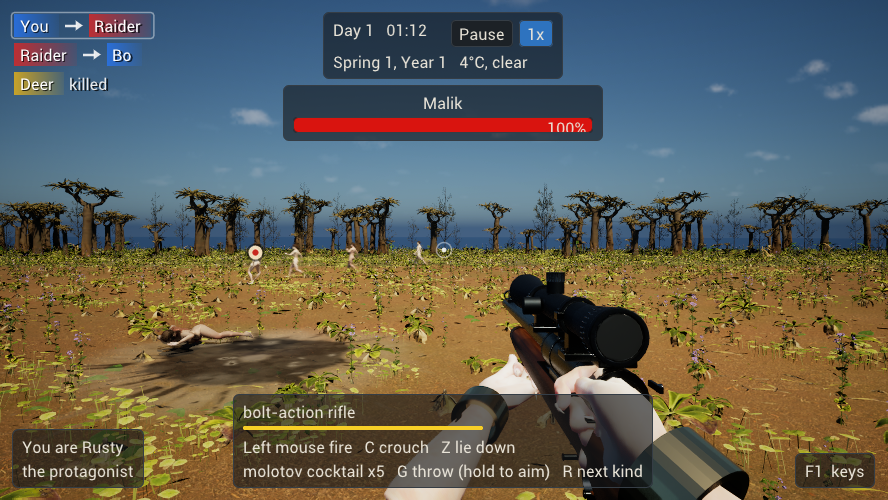 You → Raider
Raider → Bo
Deer killed
Day 1 01:12 Pause 1x
Spring 1, Year 1 4°C, clear
Malik
100%
bolt-action rifle
Left mouse fire C crouch Z lie down
molotov cocktail x5 G throw (hold to aim) R next kind
You are Rusty
the protagonist
F1 keys